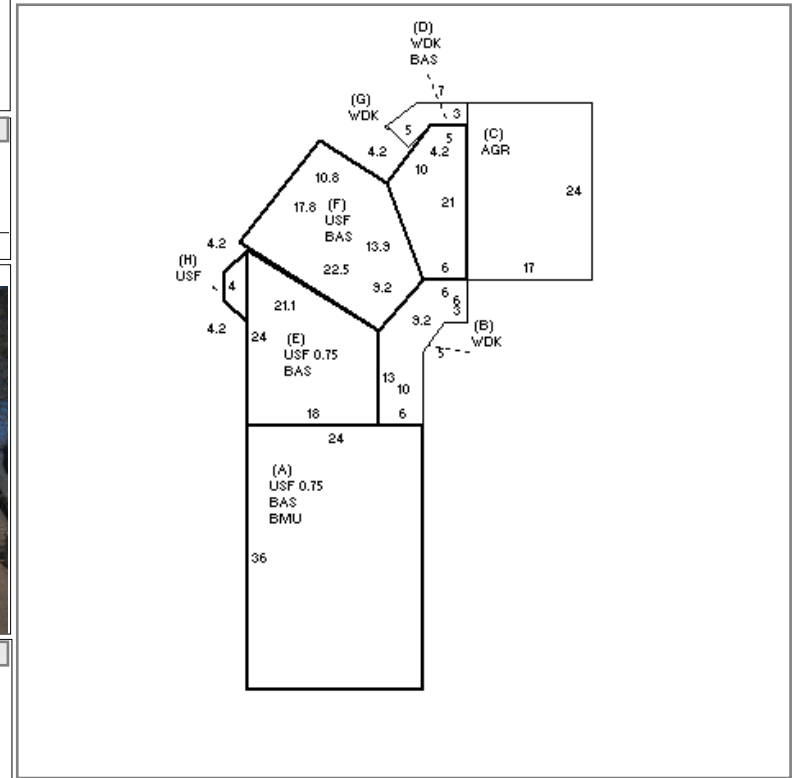 (D)
WDK
BAS
7
(G)
WDK
3
5
5
(C)
AGR
4.2
4.2
10
10.8
24
17.8
(F)
USF
BAS
21
4.2
13.9
(H)
USF
22.5
6
17
4
9.2
6
6
21.1
3
9.2
(B)
WDK
4.2
24
(E)
USF 0.75
BAS
5
13
10
18
6
24
(A)
USF 0.75
BAS
BMU
36